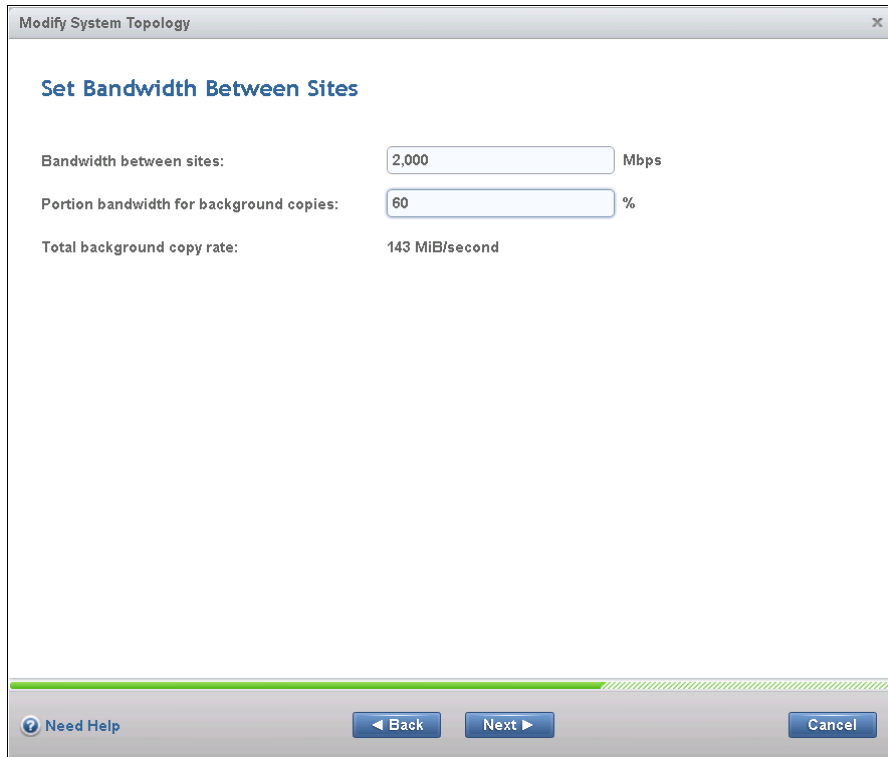 Modify System Topology x
Set Bandwidth Between Sites
Bandwidth between sites: 2,000 Mbps
Portion bandwidth for background copies: 60 %
Total background copy rate: 143 MiB/second
? Need Help ◄ Back Next ► Cancel